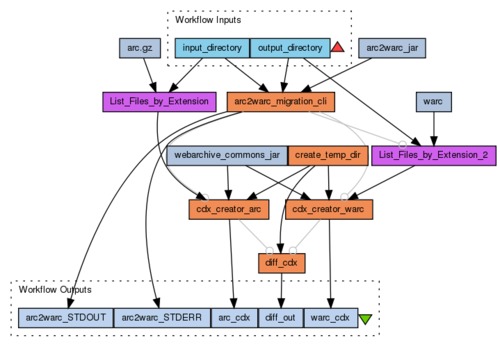 Workflow Inputs
arc.gz
input_directory
output_directory
arc2warc_jar
List_Files_by_Extension
arc2warc_migration_cli
warc
webarchive_commons_jar
create_temp_dir
List_Files_by_Extension_2
cdx_creator_arc
cdx_creator_warc
diff_cdx
Workflow Outputs
arc2warc_STDOUT
arc2warc_STDERR
arc_cdx
diff_out
warc_cdx